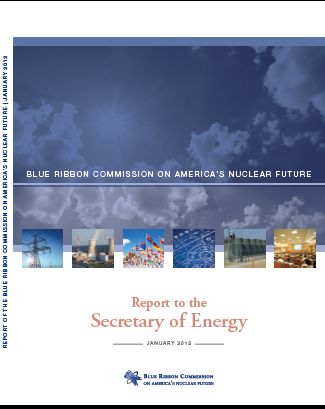 REPORT OF THE BLUE RIBBON COMMISSION ON AMERICA'S NUCLEAR FUTURE | JANUARY 2012
BLUE RIBBON COMMISSION ON AMERICA'S NUCLEAR FUTURE
Report to the
Secretary of Energy
JANUARY 2012
BLUE RIBBON COMMISSION
ON AMERICA'S NUCLEAR FUTURE